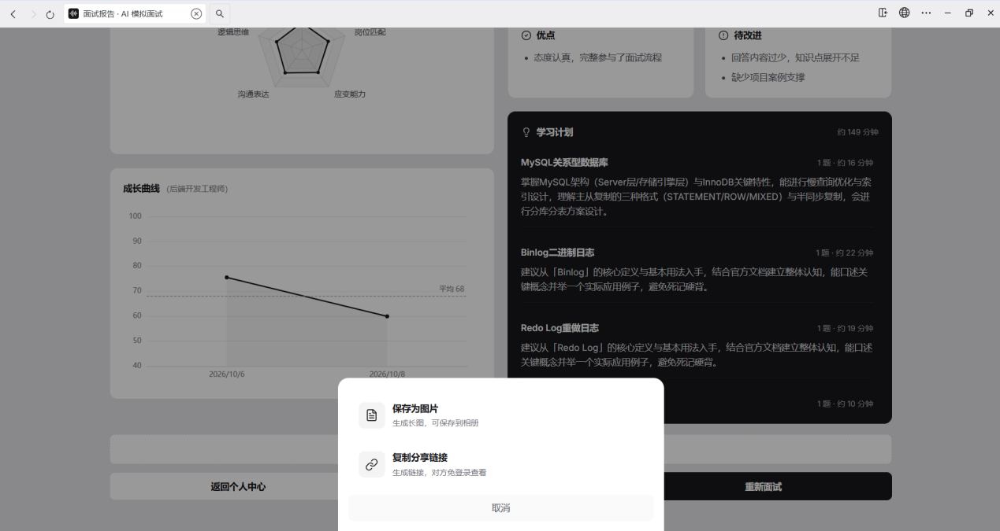 面试报告 · AI 模拟面试
逻辑思维
岗位匹配
沟通表达
应变能力
优点
态度认真，完整参与了面试流程
待改进
回答内容过少，知识点展开不足
缺少项目案例支撑
成长曲线 (后端开发工程师)
100
90
80
70
60
50
40
平均 68
2026/10/6
2026/10/8
学习计划
约 149 分钟
MySQL关系型数据库
1 题 · 约 16 分钟
掌握MySQL架构（Server层/存储引擎层）与InnoDB关键特性，能进行慢查询优化与索
引设计，理解主从复制的三种格式（STATEMENT/ROW/MIXED）与半同步复制，会进
行分库分表方案设计。
Binlog二进制日志
1 题 · 约 22 分钟
建议从「Binlog」的核心定义与基本用法入手，结合官方文档建立整体认知，能口述关
键概念并举一个实际应用例子，避免死记硬背。
Redo Log重做日志
1 题 · 约 19 分钟
建议从「Redo Log」的核心定义与基本用法入手，结合官方文档建立整体认知，能口述
关键概念并举一个实际应用例子，避免死记硬背。
1 题 · 约 10 分钟
保存为图片
生成长图，可保存到相册
复制分享链接
生成链接，对方免登录查看
取消
返回个人中心
重新面试